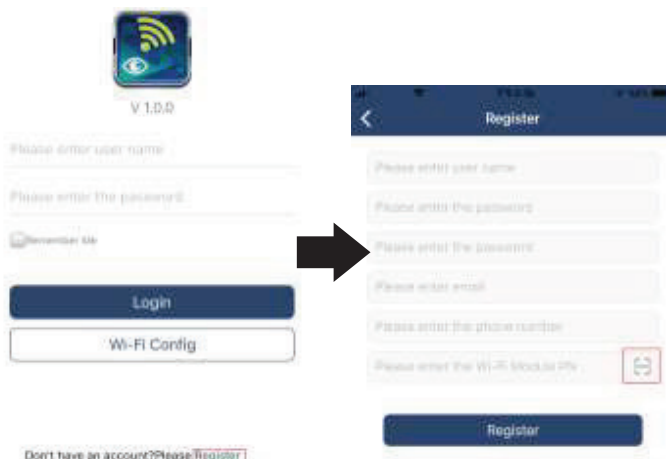 V 1.0.0
Please enter user name
Please enter the password
Remember Me
Login
Wi-Fi Config
Don't have an account?Please Register
Register
Please enter user name
Please enter the password
Please enter the password
Please enter email
Please enter the phone number
Please enter the Wi-Fi Module PN
Register